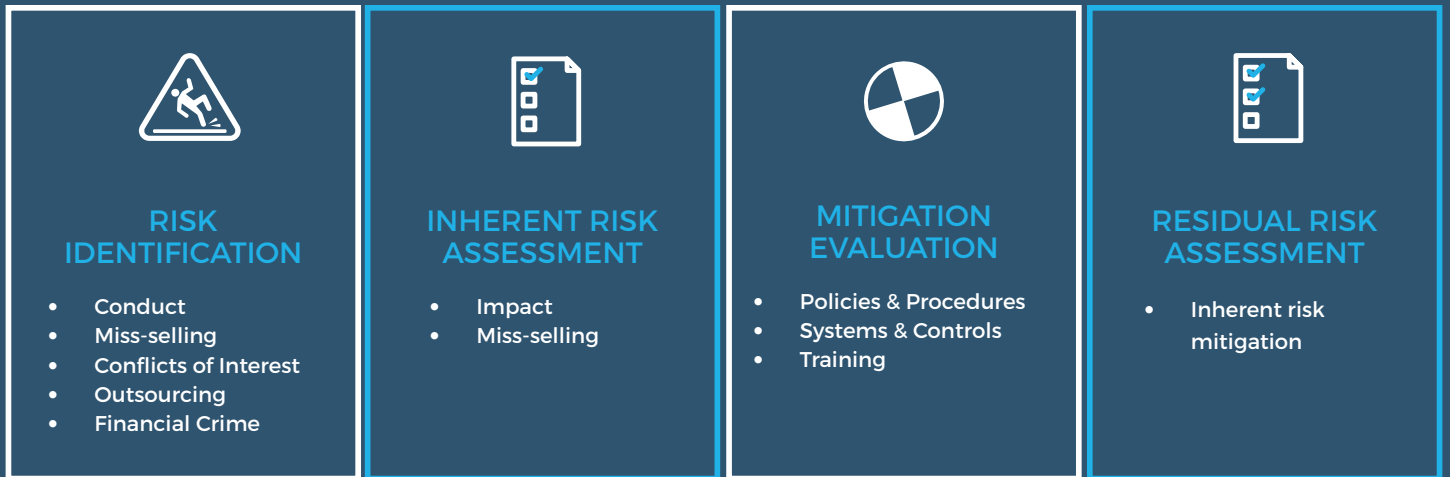 RISK
IDENTIFICATION
• Conduct
• Miss-selling
• Conflicts of Interest
• Outsourcing
• Financial Crime
INHERENT RISK
ASSESSMENT
• Impact
• Miss-selling
MITIGATION
EVALUATION
• Policies & Procedures
• Systems & Controls
• Training
RESIDUAL RISK
ASSESSMENT
• Inherent risk
mitigation